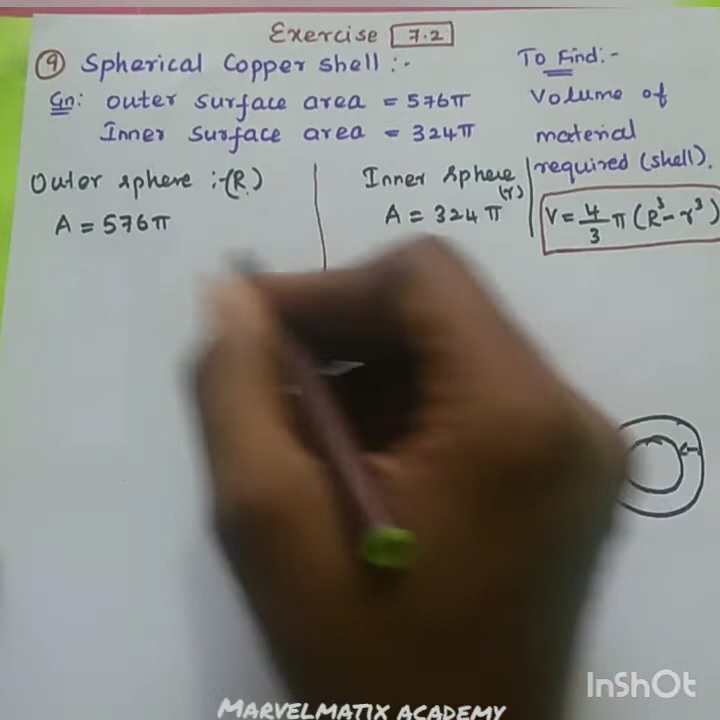 Exercise 7.2
9 Spherical Copper shell :-
Gn: outer surface area = 576π
Inner surface area = 324π
To Find:-
Volume of
material
required (shell).
V = 4/3 π (R³ - r³)
Outor sphere :- (R)
A = 576π
Inner sphere (r)
A = 324π
MARVELMATIX ACADEMY
InShOt